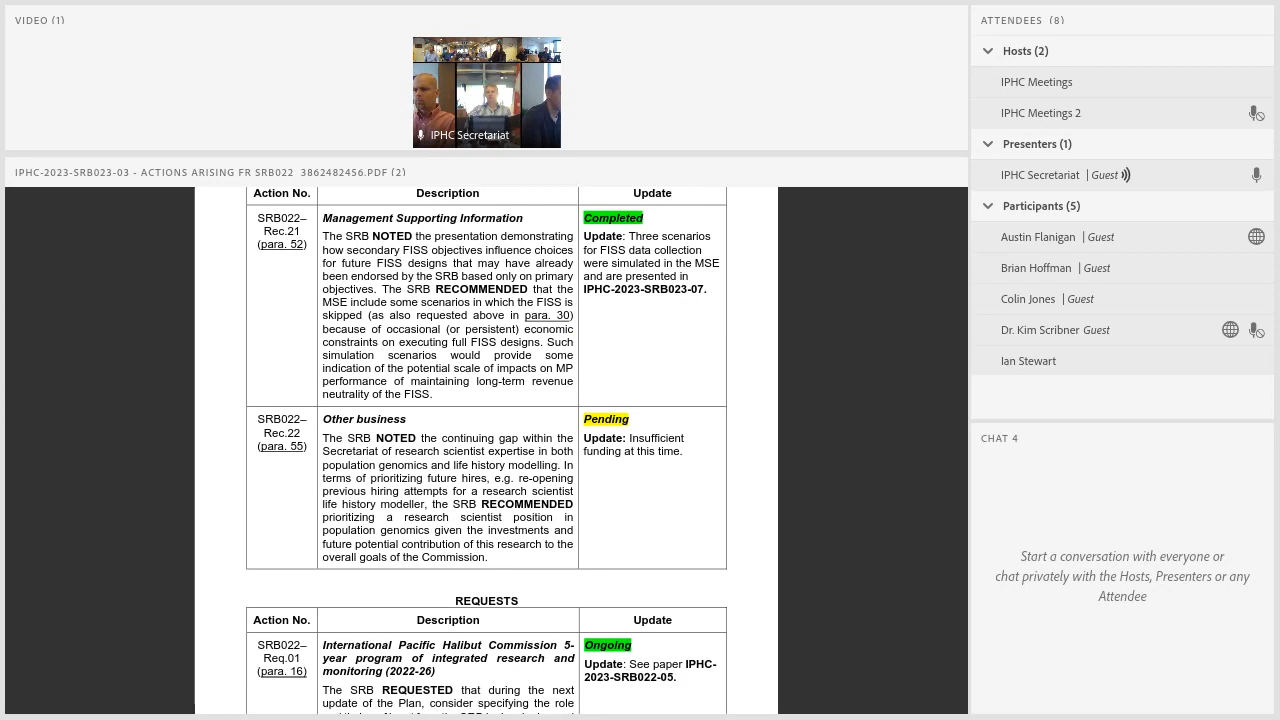 VIDEO (1)
IPHC Secretariat
IPHC-2023-SRB023-03 - ACTIONS ARISING FR SRB022_3862482456.PDF (2)
Action No.
Description
Update
SRB022–
Rec.21
(para. 52)
Management Supporting Information
The SRB NOTED the presentation demonstrating
how secondary FISS objectives influence choices
for future FISS designs that may have already
been endorsed by the SRB based only on primary
objectives. The SRB RECOMMENDED that the
MSE include some scenarios in which the FISS is
skipped (as also requested above in para. 30)
because of occasional (or persistent) economic
constraints on executing full FISS designs. Such
simulation scenarios would provide some
indication of the potential scale of impacts on MP
performance of maintaining long-term revenue
neutrality of the FISS.
Completed
Update: Three scenarios
for FISS data collection
were simulated in the MSE
and are presented in
IPHC-2023-SRB023-07.
SRB022–
Rec.22
(para. 55)
Other business
The SRB NOTED the continuing gap within the
Secretariat of research scientist expertise in both
population genomics and life history modelling. In
terms of prioritizing future hires, e.g. re-opening
previous hiring attempts for a research scientist
life history modeller, the SRB RECOMMENDED
prioritizing a research scientist position in
population genomics given the investments and
future potential contribution of this research to the
overall goals of the Commission.
Pending
Update: Insufficient
funding at this time.
REQUESTS
Action No.
Description
Update
SRB022–
Req.01
(para. 16)
International Pacific Halibut Commission 5-
year program of integrated research and
monitoring (2022-26)
The SRB REQUESTED that during the next
update of the Plan, consider specifying the role
Ongoing
Update: See paper IPHC-
2023-SRB022-05.
ATTENDEES (8)
Hosts (2)
IPHC Meetings
IPHC Meetings 2
Presenters (1)
IPHC Secretariat | Guest
Participants (5)
Austin Flanigan | Guest
Brian Hoffman | Guest
Colin Jones | Guest
Dr. Kim Scribner Guest
Ian Stewart
CHAT 4
Start a conversation with everyone or
chat privately with the Hosts, Presenters or any
Attendee